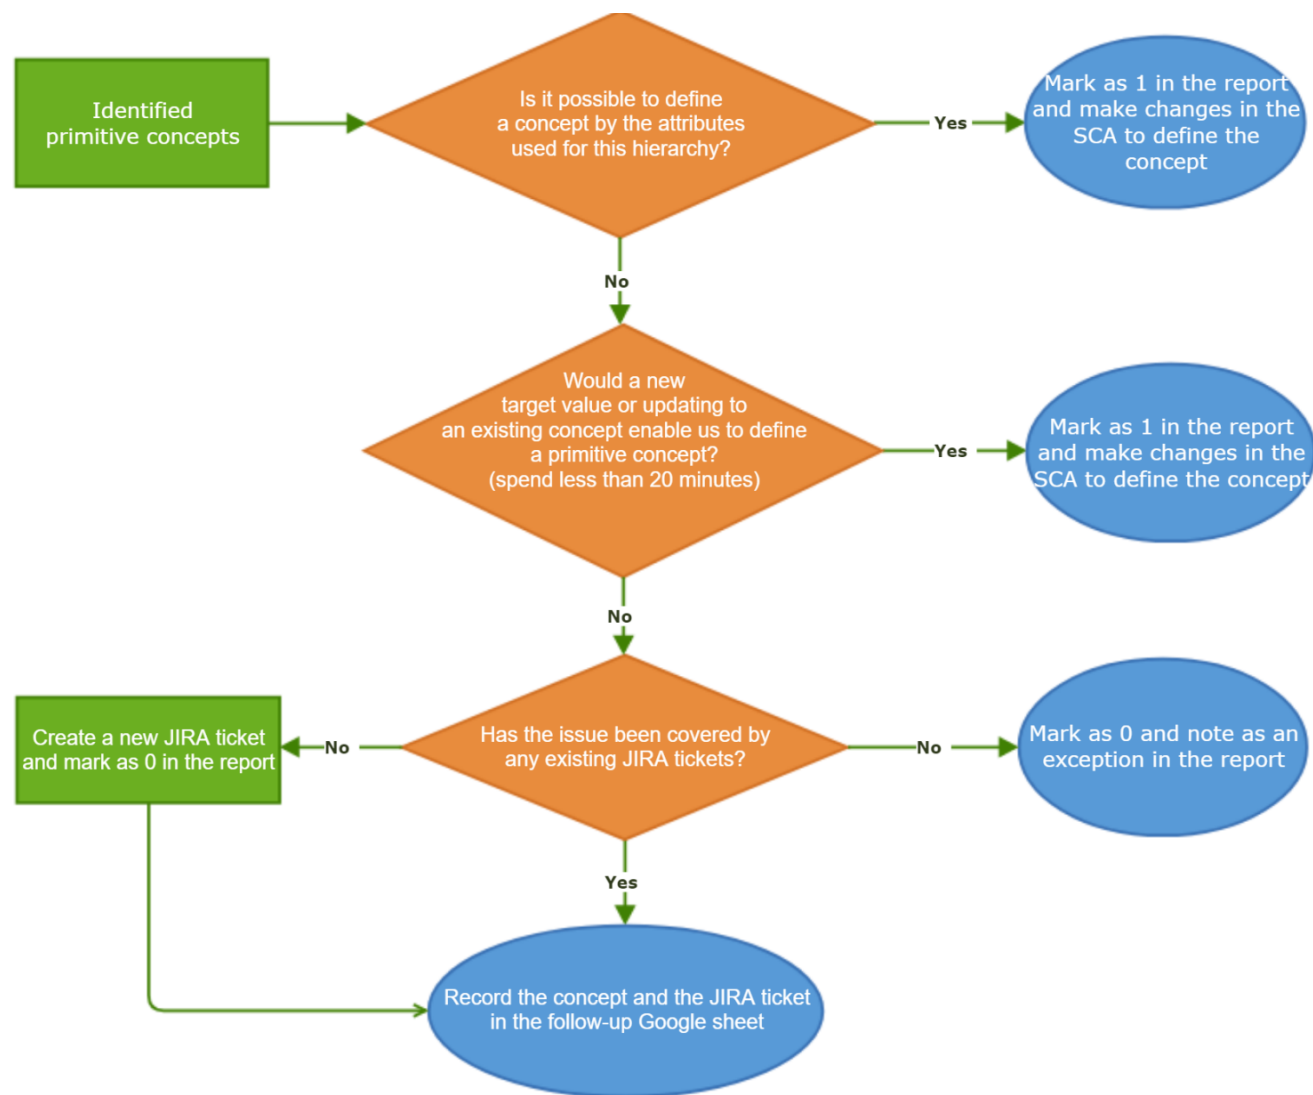 Identified
primitive concepts
Is it possible to define
a concept by the attributes
used for this hierarchy?
Yes
Mark as 1 in the report
and make changes in the
SCA to define the
concept
No
Would a new
target value or updating to
an existing concept enable us to define
a primitive concept?
(spend less than 20 minutes)
Yes
Mark as 1 in the report
and make changes in the
SCA to define the concept
No
Create a new JIRA ticket
and mark as 0 in the report
No
Has the issue been covered by
any existing JIRA tickets?
No
Mark as 0 and note as an
exception in the report
Yes
Record the concept and the JIRA ticket
in the follow-up Google sheet